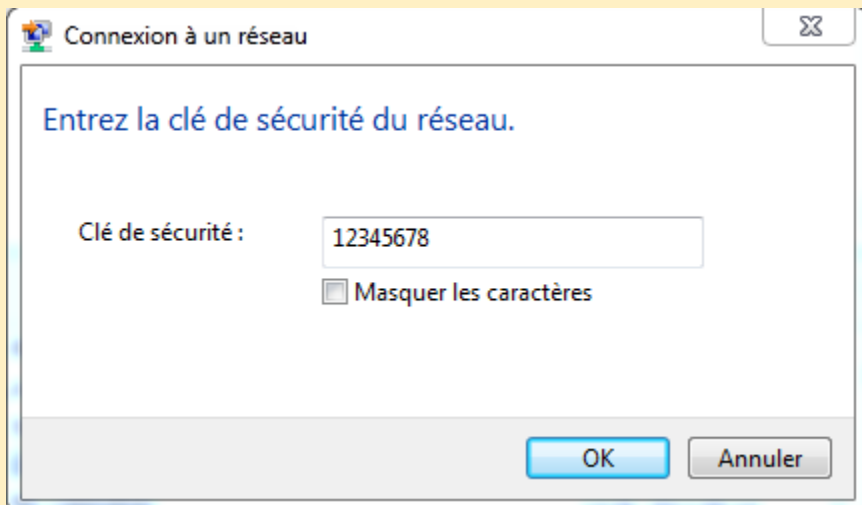 Connexion à un réseau
Entrez la clé de sécurité du réseau.
Clé de sécurité : 12345678
Masquer les caractères
OK Annuler